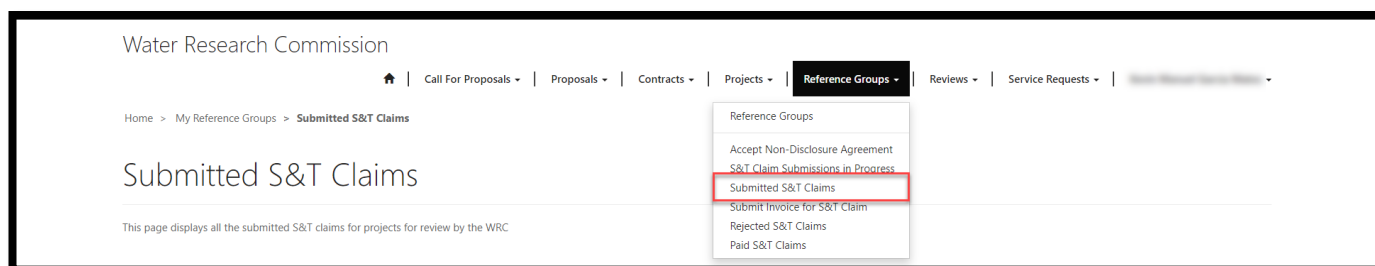 Water Research Commission
Call For Proposals | Proposals | Contracts | Projects | Reference Groups | Reviews | Service Requests |
Home > My Reference Groups > Submitted S&T Claims
Submitted S&T Claims
This page displays all the submitted S&T claims for projects for review by the WRC
Reference Groups
Accept Non-Disclosure Agreement
S&T Claim Submissions in Progress
Submitted S&T Claims
Submit Invoice for S&T Claim
Rejected S&T Claims
Paid S&T Claims